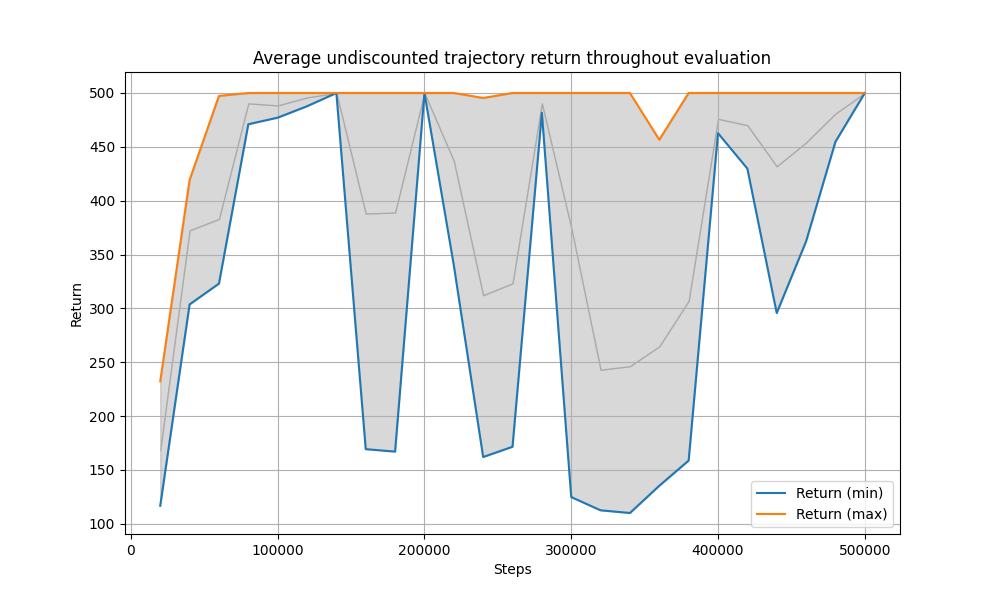 Average undiscounted trajectory return throughout evaluation
500
450
400
350
300
250
200
150
100
Return
0 100000 200000 300000 400000 500000
Steps
Return (min)
Return (max)